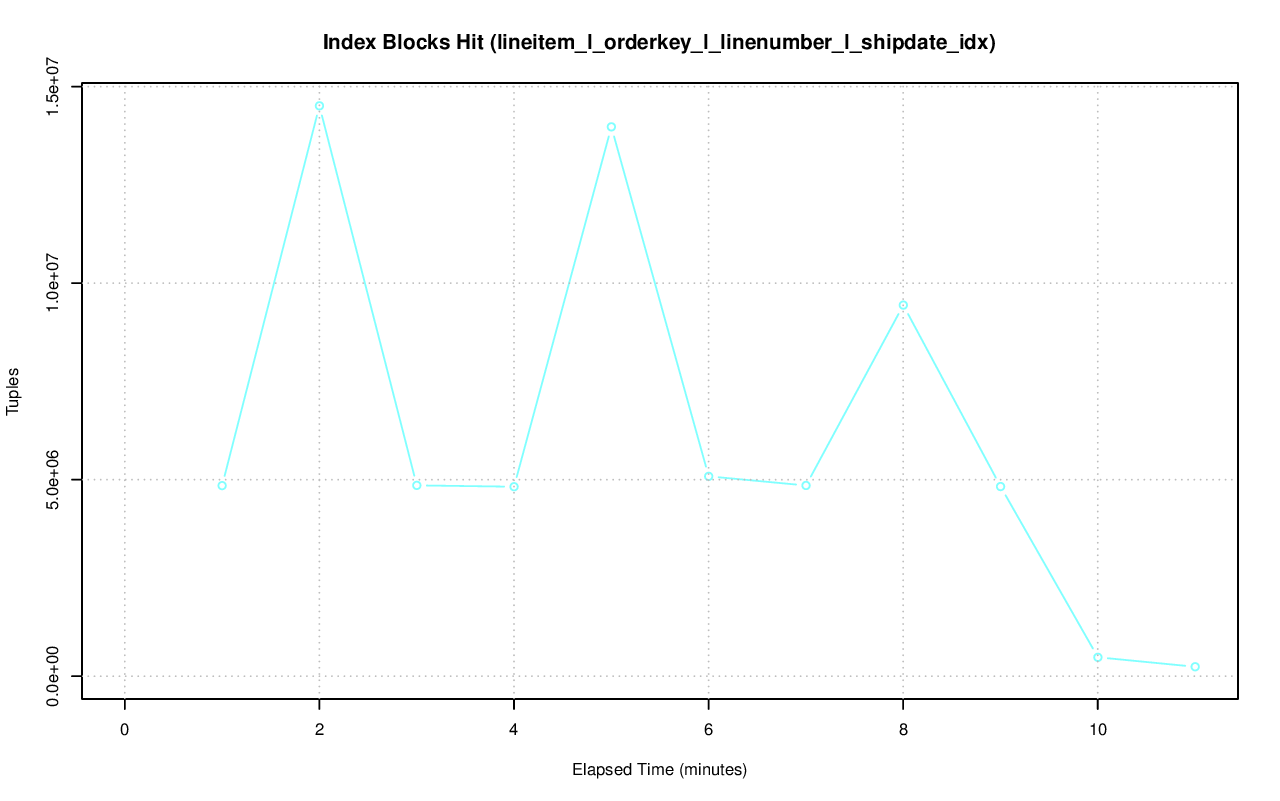 Index Blocks Hit (lineitem_l_orderkey_l_linenumber_l_shipdate_idx)
1.5e+07
1.0e+07
5.0e+06
0.0e+00
Tuples
0 2 4 6 8 10
Elapsed Time (minutes)